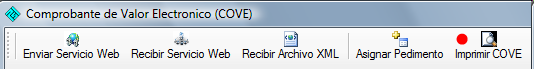 Comprobante de Valor Electronico (COVE)
Enviar Servicio Web Recibir Servicio Web Recibir Archivo XML Asignar Pedimento Imprimir COVE